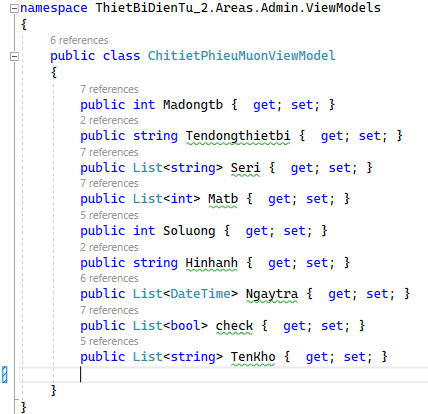 namespace ThietBiDienTu_2.Areas.Admin.ViewModels
{
6 references
public class ChitietPhieuMuonViewModel
{
7 references
public int Madongtb { get; set; }
2 references
public string Tendongthietbi { get; set; }
7 references
public List<string> Seri { get; set; }
7 references
public List<int> Matb { get; set; }
5 references
public int Soluong { get; set; }
2 references
public string Hinhanh { get; set; }
6 references
public List<DateTime> Ngaytra { get; set; }
7 references
public List<bool> check { get; set; }
5 references
public List<string> TenKho { get; set; }
}
}